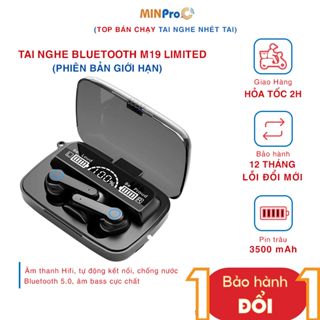 MINPro
(TOP BÁN CHẠY TAI NGHE NHÉT TAI)
TAI NGHE BLUETOOTH M19 LIMITED
(PHIÊN BẢN GIỚI HẠN)
Giao Hàng
HỎA TỐC 2H
Bảo hành
12 THÁNG
LỖI ĐỔI MỚI
Pin trâu
3500 mAh
Âm thanh Hifi, tự động kết nối, chống nước
Bluetooth 5.0, âm bass cực chất
1 Bảo hành 1
ĐỔI